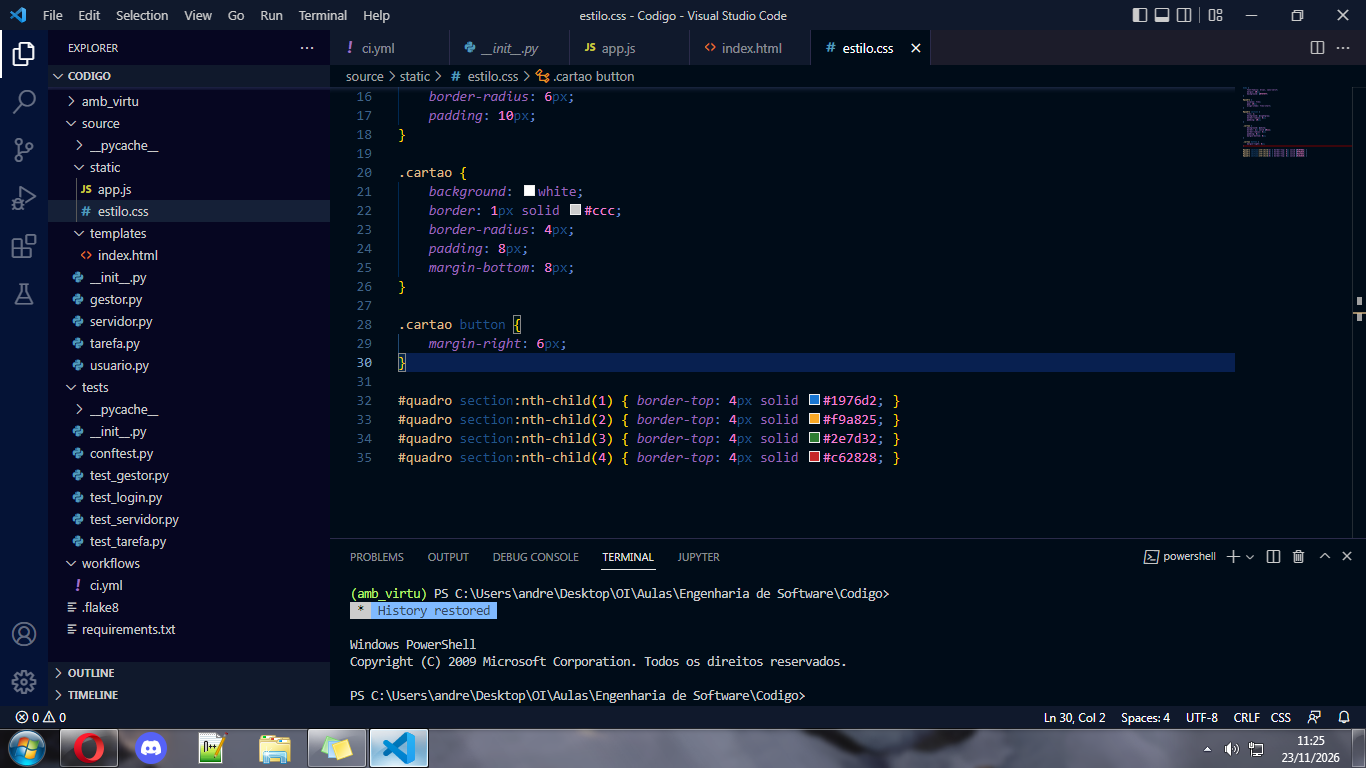 File Edit Selection View Go Run Terminal Help estilo.css - Codigo - Visual Studio Code
EXPLORER
CODIGO
amb_virtu
source
__pycache__
static
JS app.js
# estilo.css
templates
<> index.html
__init__.py
gestor.py
servidor.py
tarefa.py
usuario.py
tests
__pycache__
__init__.py
conftest.py
test_gestor.py
test_login.py
test_servidor.py
test_tarefa.py
workflows
! ci.yml
.flake8
requirements.txt
OUTLINE
TIMELINE
! ci.yml __init__.py JS app.js <> index.html # estilo.css
source > static > # estilo.css > .cartao button
16 border-radius: 6px;
17 padding: 10px;
18 }
19
20 .cartao {
21 background: white;
22 border: 1px solid #ccc;
23 border-radius: 4px;
24 padding: 8px;
25 margin-bottom: 8px;
26 }
27
28 .cartao button {
29 margin-right: 6px;
30 }
31
32 #quadro section:nth-child(1) { border-top: 4px solid #1976d2; }
33 #quadro section:nth-child(2) { border-top: 4px solid #f9a825; }
34 #quadro section:nth-child(3) { border-top: 4px solid #2e7d32; }
35 #quadro section:nth-child(4) { border-top: 4px solid #c62828; }
PROBLEMS OUTPUT DEBUG CONSOLE TERMINAL JUPYTER powershell
(amb_virtu) PS C:\Users\andre\Desktop\OI\Aulas\Engenharia de Software\Codigo>
* History restored
Windows PowerShell
Copyright (C) 2009 Microsoft Corporation. Todos os direitos reservados.
PS C:\Users\andre\Desktop\OI\Aulas\Engenharia de Software\Codigo>
0 0 Ln 30, Col 2 Spaces: 4 UTF-8 CRLF CSS
11:25
23/11/2026